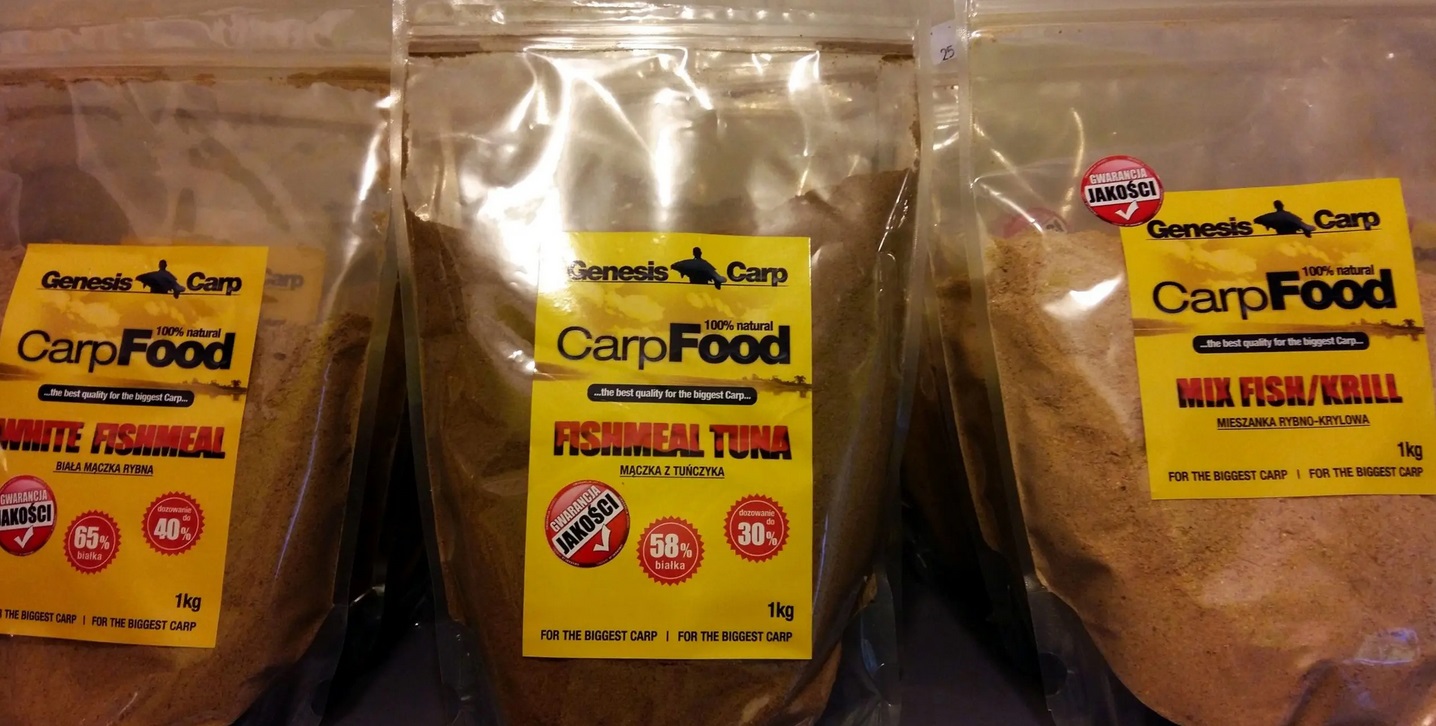 Genesis Carp
100% natural
CarpFood
...the best quality for the biggest Carp...
WHITE FISHMEAL
BIAŁA MĄCZKA RYBNA
GWARANCJA
JAKOŚCI
65%
białka
dozowanie
do
40%
1kg
THE BIGGEST CARP | FOR THE BIGGEST CARP
Genesis Carp
100% natural
CarpFood
...the best quality for the biggest Carp...
FISHMEAL TUNA
MĄCZKA Z TUŃCZYKA
GWARANCJA
JAKOŚCI
58%
białka
dozowanie
do
30%
1kg
FOR THE BIGGEST CARP | FOR THE BIGGEST CARP
25
GWARANCJA
JAKOŚCI
Genesis Carp
100% natural
CarpFood
...the best quality for the biggest Carp...
MIX FISH/KRILL
MIESZANKA RYBNO-KRYLOWA
1kg
FOR THE BIGGEST CARP | FOR THE BIGGEST CARP